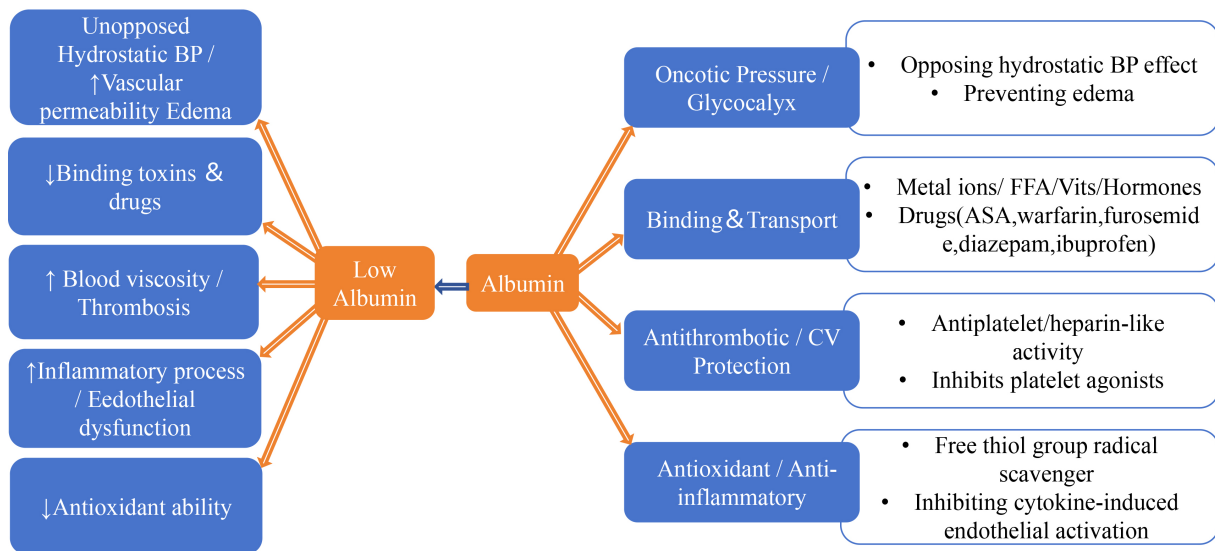 Unopposed
Hydrostatic BP /
↑Vascular
permeability Edema
↓Binding toxins &
drugs
↑ Blood viscosity /
Thrombosis
↑Inflammatory process
/ Eedothelial
dysfunction
↓Antioxidant ability
Low
Albumin
Albumin
Oncotic Pressure /
Glycocalyx
• Opposing hydrostatic BP effect
• Preventing edema
Binding&Transport
• Metal ions/ FFA/Vits/Hormones
• Drugs(ASA,warfarin,furosemid
e,diazepam,ibuprofen)
Antithrombotic / CV
Protection
• Antiplatelet/heparin-like
activity
• Inhibits platelet agonists
Antioxidant / Anti-
inflammatory
• Free thiol group radical
scavenger
• Inhibiting cytokine-induced
endothelial activation